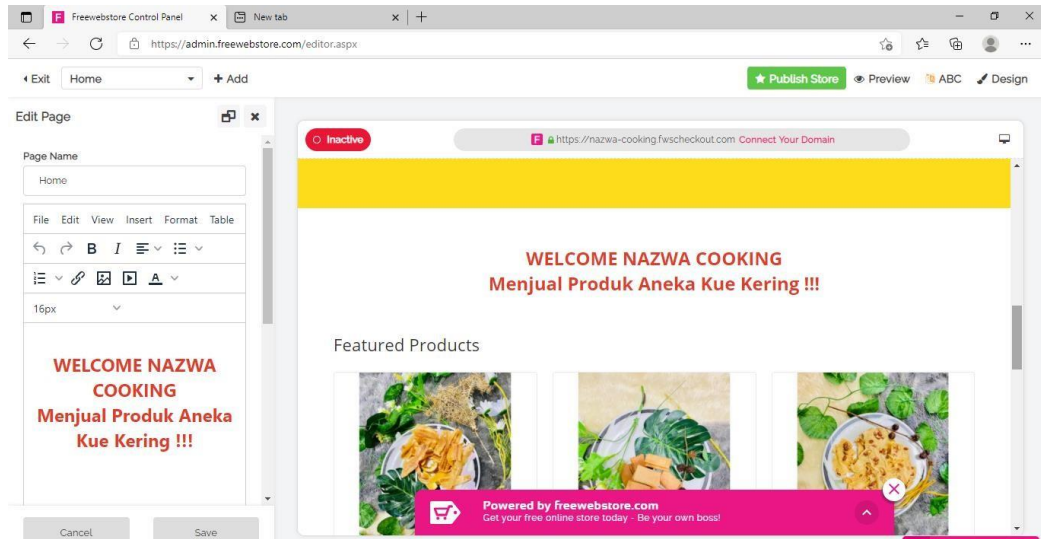 Freewebstore Control Panel
New tab
https://admin.freewebstore.com/editor.aspx
Exit
Home
Add
Publish Store
Preview
ABC
Design
Edit Page
Page Name
Home
File Edit View Insert Format Table
B I A
16px
WELCOME NAZWA
COOKING
Menjual Produk Aneka
Kue Kering !!!
Cancel
Save
Inactive
https://nazwa-cooking.fwscheckout.com Connect Your Domain
WELCOME NAZWA COOKING
Menjual Produk Aneka Kue Kering !!!
Featured Products
Powered by freewebstore.com
Get your free online store today - Be your own boss!